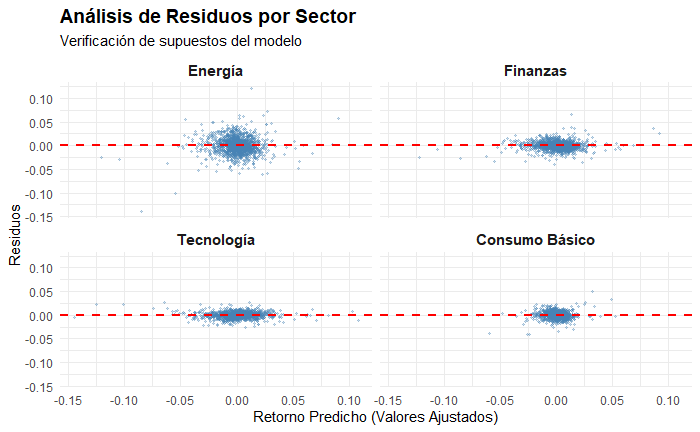 Análisis de Residuos por Sector
Verificación de supuestos del modelo
Energía
Finanzas
0.10
0.05
0.00
-0.05
-0.10
-0.15
Residuos
Tecnología
Consumo Básico
0.10
0.05
0.00
-0.05
-0.10
-0.15
-0.15 -0.10 -0.05 0.00 0.05 0.10 -0.15 -0.10 -0.05 0.00 0.05 0.10
Retorno Predicho (Valores Ajustados)